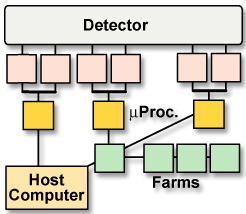 Detector
μProc.
Host
Computer
Farms